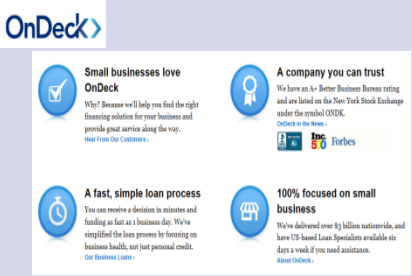 OnDeck
Small businesses love
OnDeck
Why? Because we'll help you find the right
financing solution for your business and
provide great service along the way.
Hear From Our Customers ›
A company you can trust
We have an A+ Better Business Bureau rating
and are listed on the New York Stock Exchange
under the symbol ONDK.
OnDeck in the News ›
Inc.
500
Forbes
A fast, simple loan process
You can receive a decision in minutes and
funding as fast as 1 business day. We've
simplified the loan process by focusing on
business health, not just personal credit.
Our Business Loans ›
100% focused on small
business
We've delivered over $3 billion nationwide, and
have US-based Loan Specialists available six
days a week if you need assistance.
About OnDeck ›